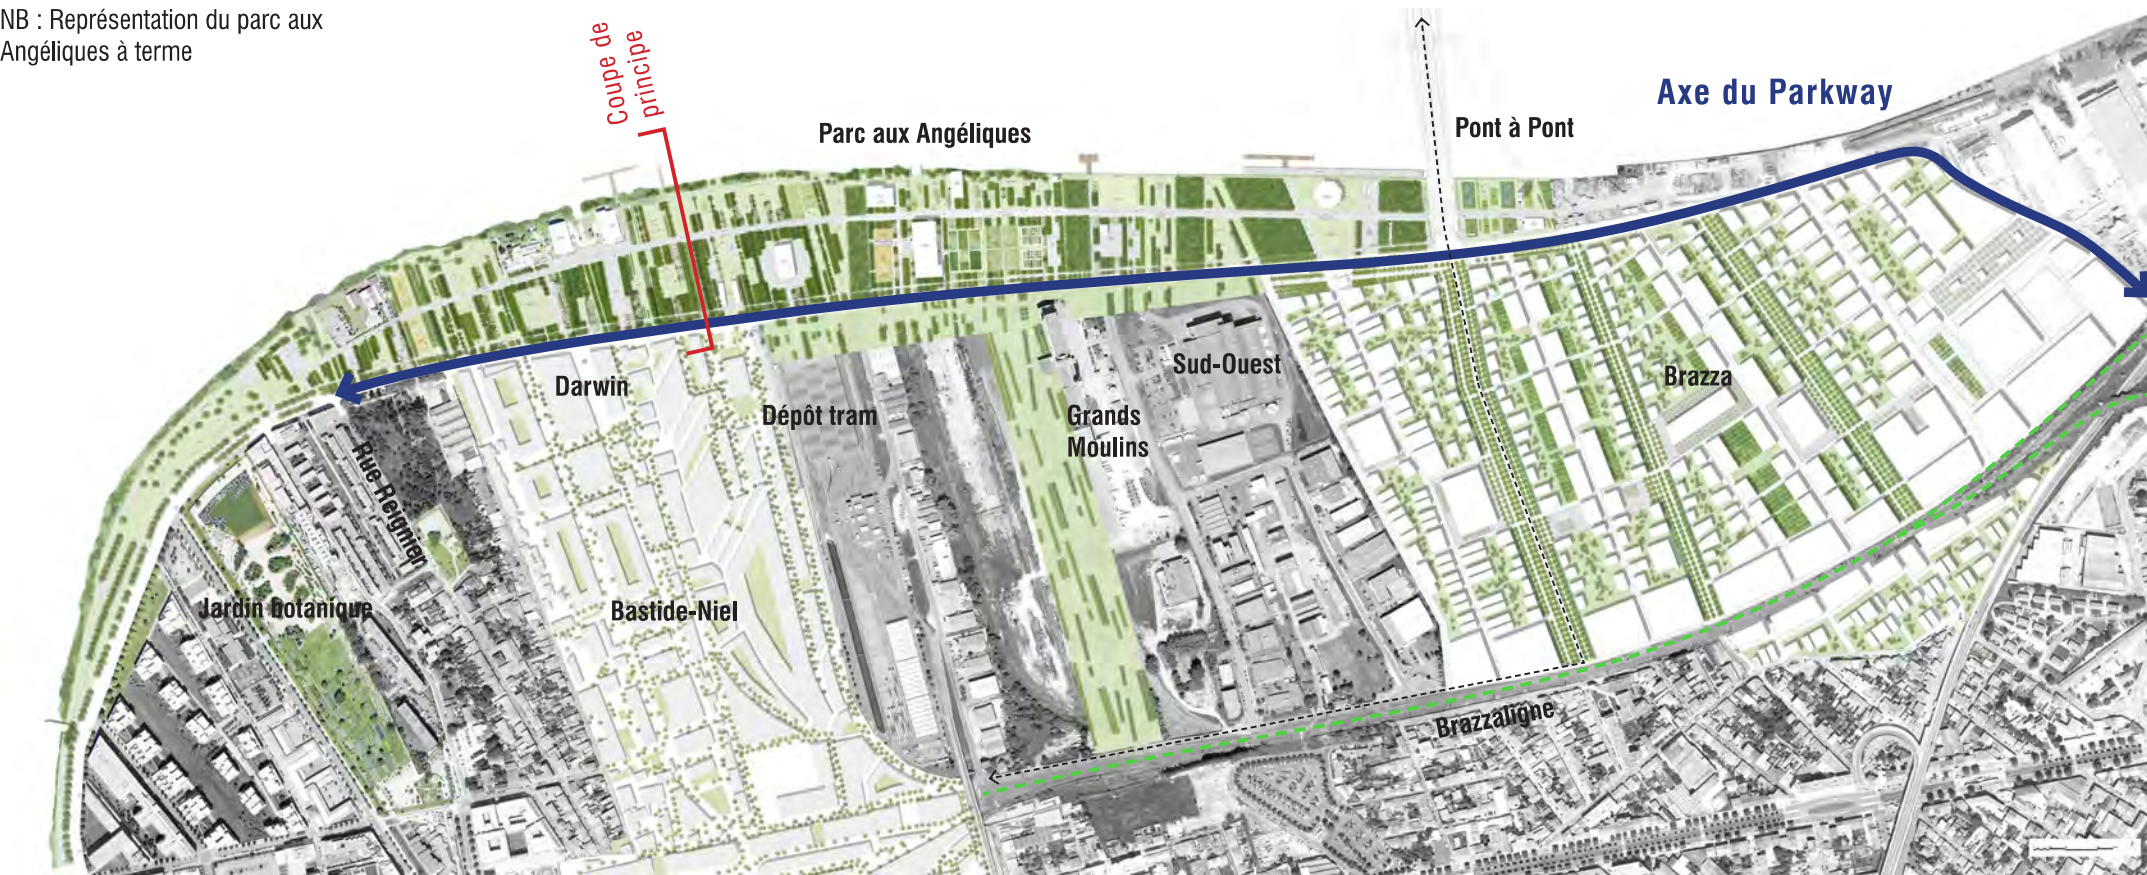 NB : Représentation du parc aux
Angéliques à terme
Coupe de
principe
Parc aux Angéliques
Pont à Pont
Axe du Parkway
Darwin
Dépôt tram
Grands
Moulins
Sud-Ouest
Brazza
Rue Reignier
Jardin botanique
Bastide-Niel
Brazzaligne